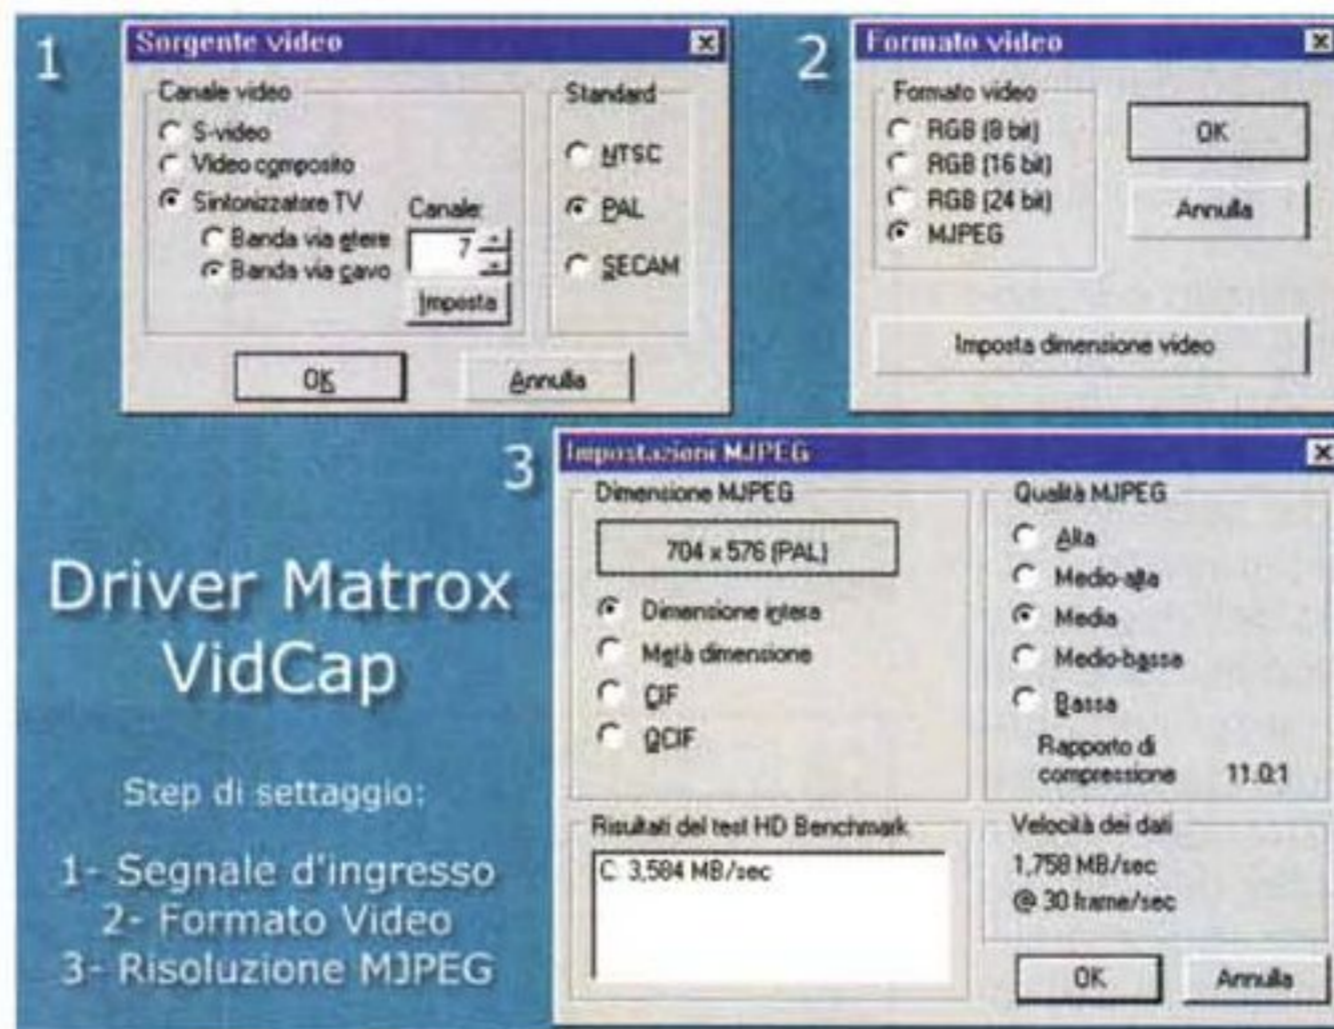 1
Sorgente video
Canale video
S-video
Video composito
Sintonizzatore TV
Canale:
Banda via etere
7
Banda via cavo
Imposta
Standard
NTSC
PAL
SECAM
OK
Annulla
2
Formato video
Formato video
RGB (8 bit)
RGB (16 bit)
RGB (24 bit)
MJPEG
OK
Annulla
Imposta dimensione video
3
Impostazioni MJPEG
Dimensione MJPEG
704 x 576 (PAL)
Dimensione intera
Metà dimensione
CIF
QCIF
Qualità MJPEG
Alta
Medio-alta
Media
Medio-bassa
Bassa
Rapporto di
compressione 11.0:1
Risultati del test HD Benchmark
C: 3,584 MB/sec
Velocità dei dati
1,758 MB/sec
@ 30 frame/sec
OK
Annulla
Driver Matrox
VidCap
Step di settaggio:
1- Segnale d'ingresso
2- Formato Video
3- Risoluzione MJPEG